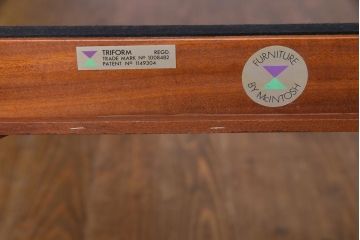 TRIFORM REGD.
TRADE MARK Nº 1008482
PATENT Nº 1149304
FURNITURE
BY McINTOSH